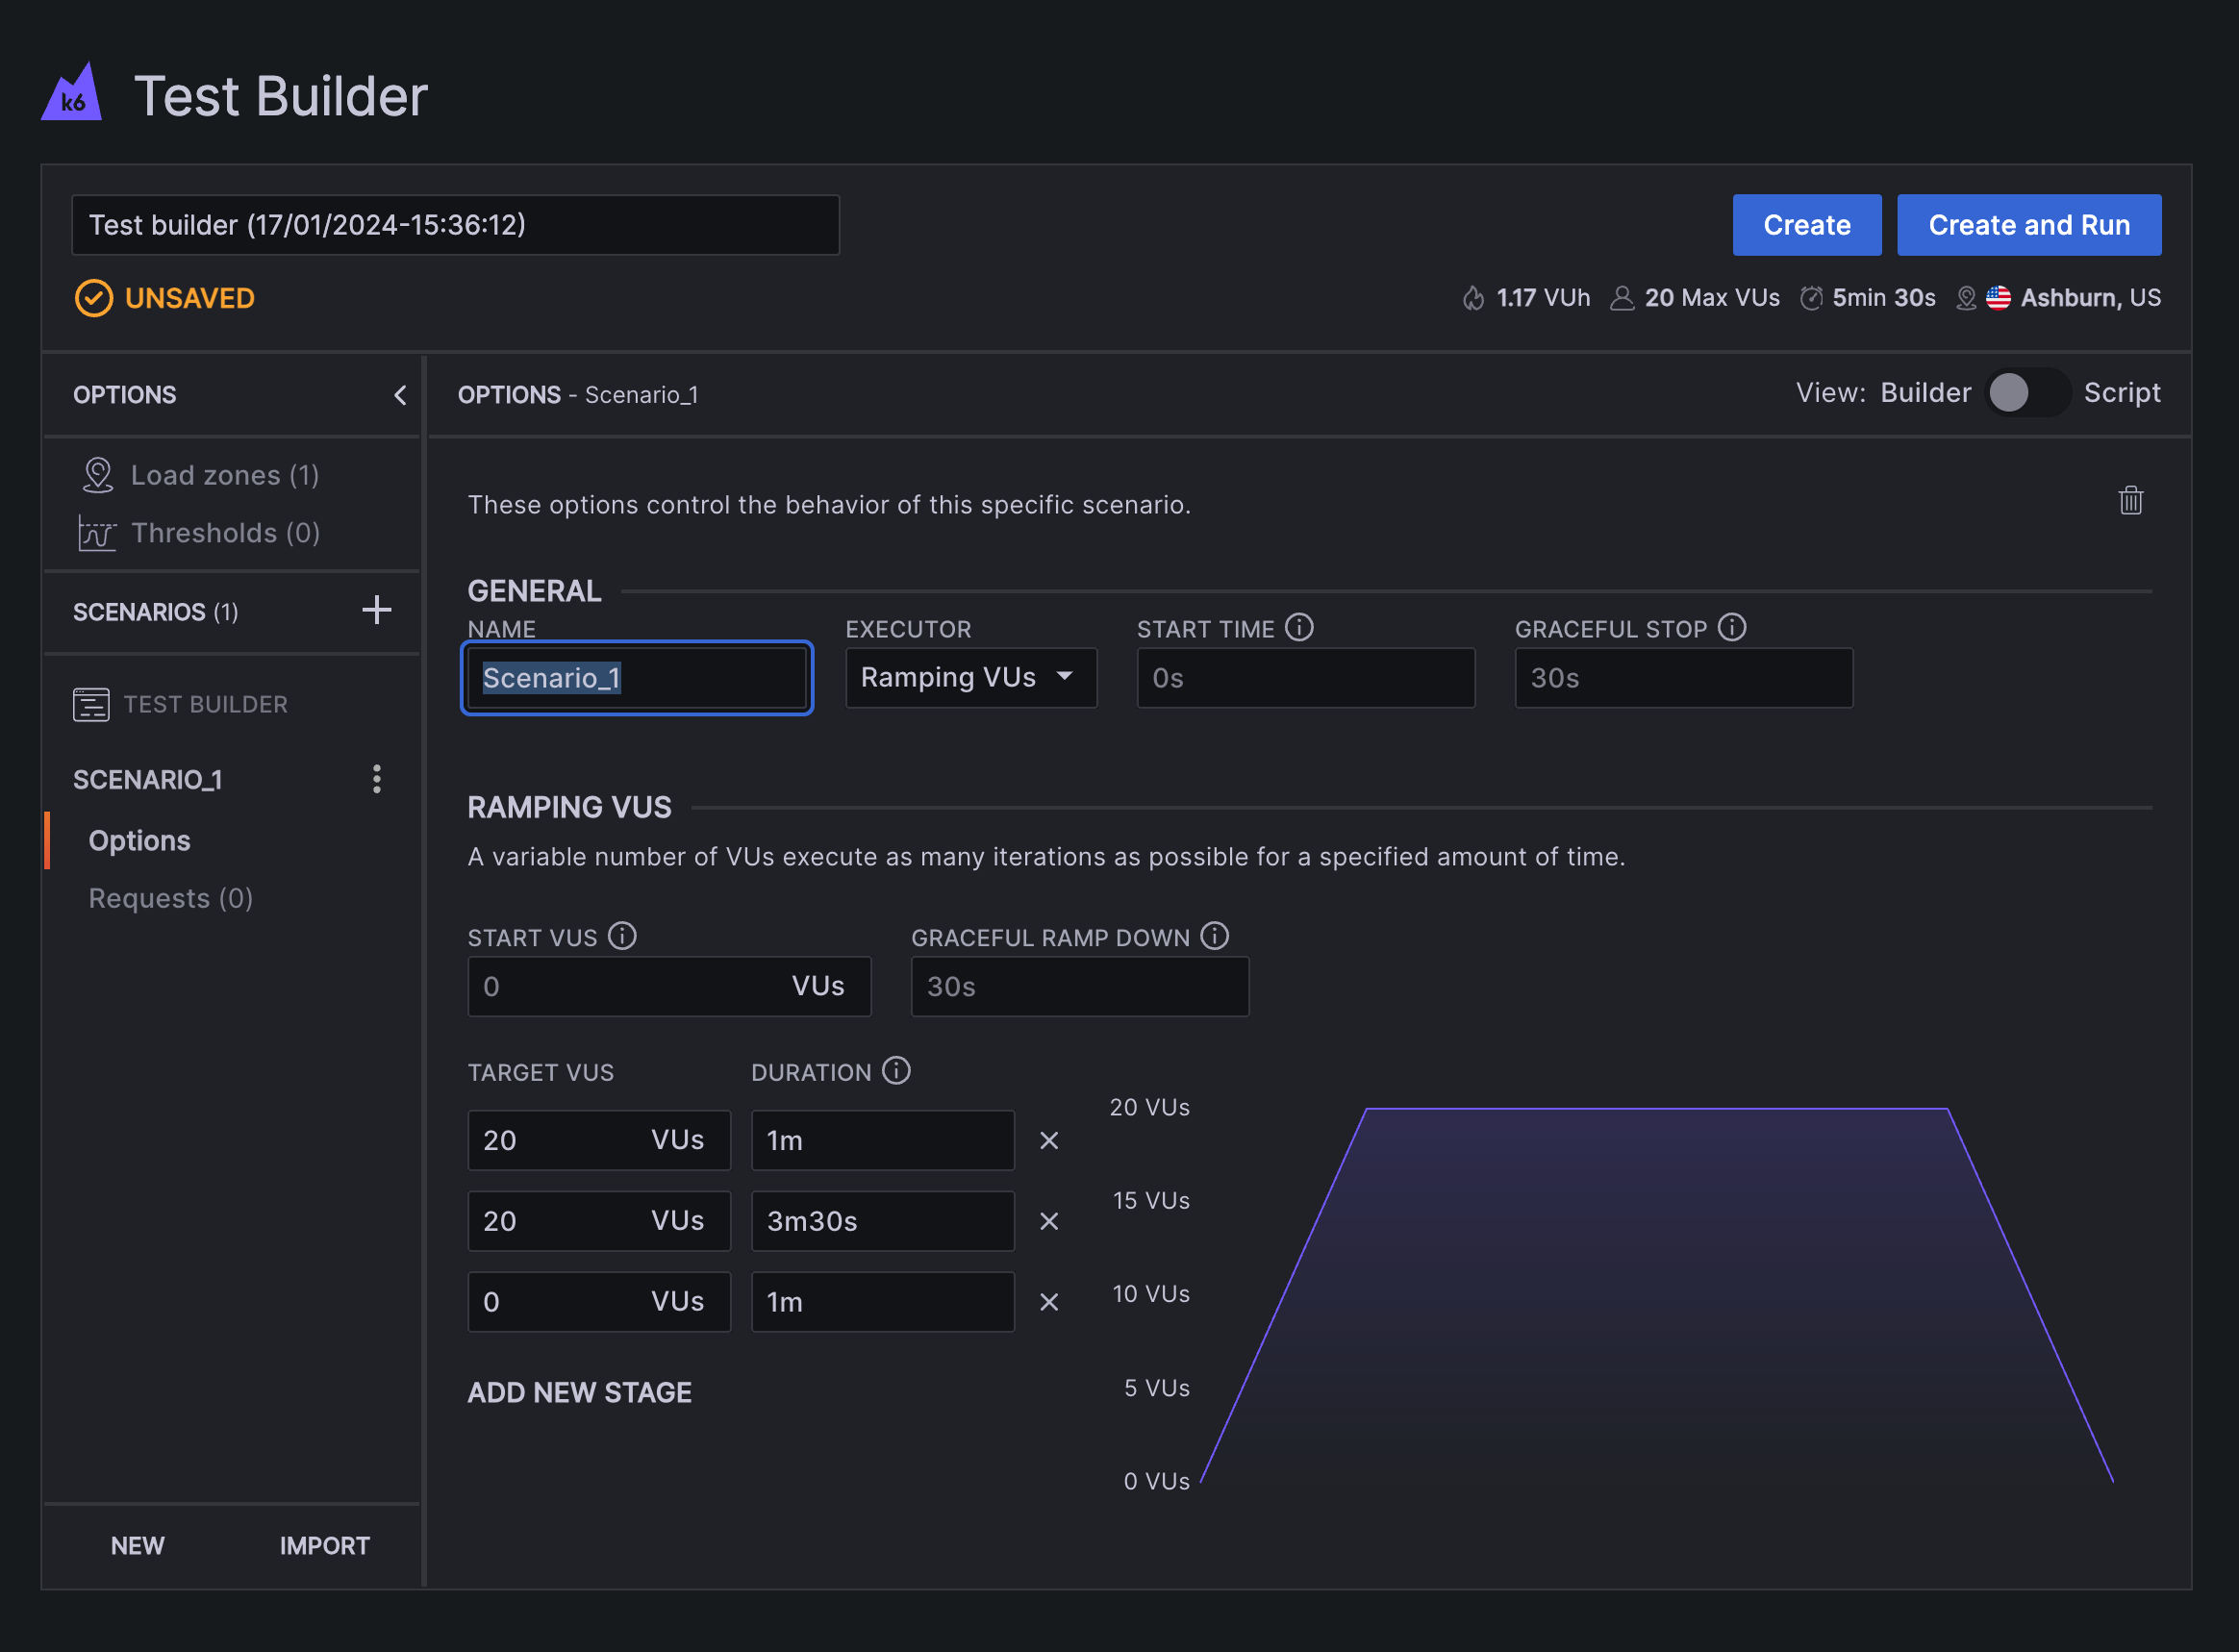 k6 Test Builder
Test builder (17/01/2024-15:36:12)
Create
Create and Run
UNSAVED
1.17 VUh
20 Max VUs
5min 30s
Ashburn, US
OPTIONS
Load zones (1)
Thresholds (0)
SCENARIOS (1)
TEST BUILDER
SCENARIO_1
Options
Requests (0)
NEW
IMPORT
OPTIONS - Scenario_1
View: Builder Script
These options control the behavior of this specific scenario.
GENERAL
NAME
Scenario_1
EXECUTOR
Ramping VUs
START TIME
0s
GRACEFUL STOP
30s
RAMPING VUS
A variable number of VUs execute as many iterations as possible for a specified amount of time.
START VUS
0 VUs
GRACEFUL RAMP DOWN
30s
TARGET VUS DURATION
20 VUs 1m
20 VUs 3m30s
0 VUs 1m
ADD NEW STAGE
20 VUs
15 VUs
10 VUs
5 VUs
0 VUs